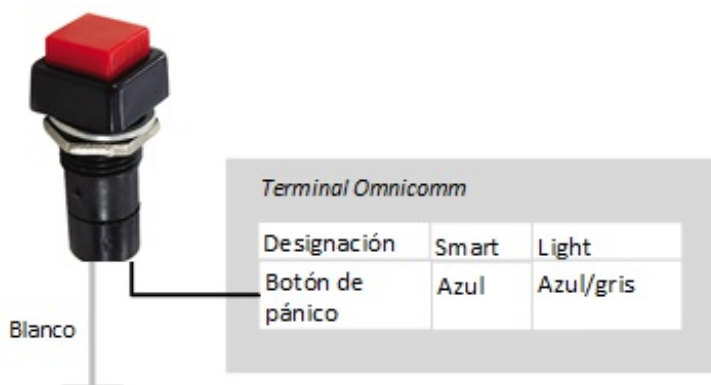 Terminal Omnicomm
Designación Smart Light
Botón de Azul Azul/gris
pánico
Blanco